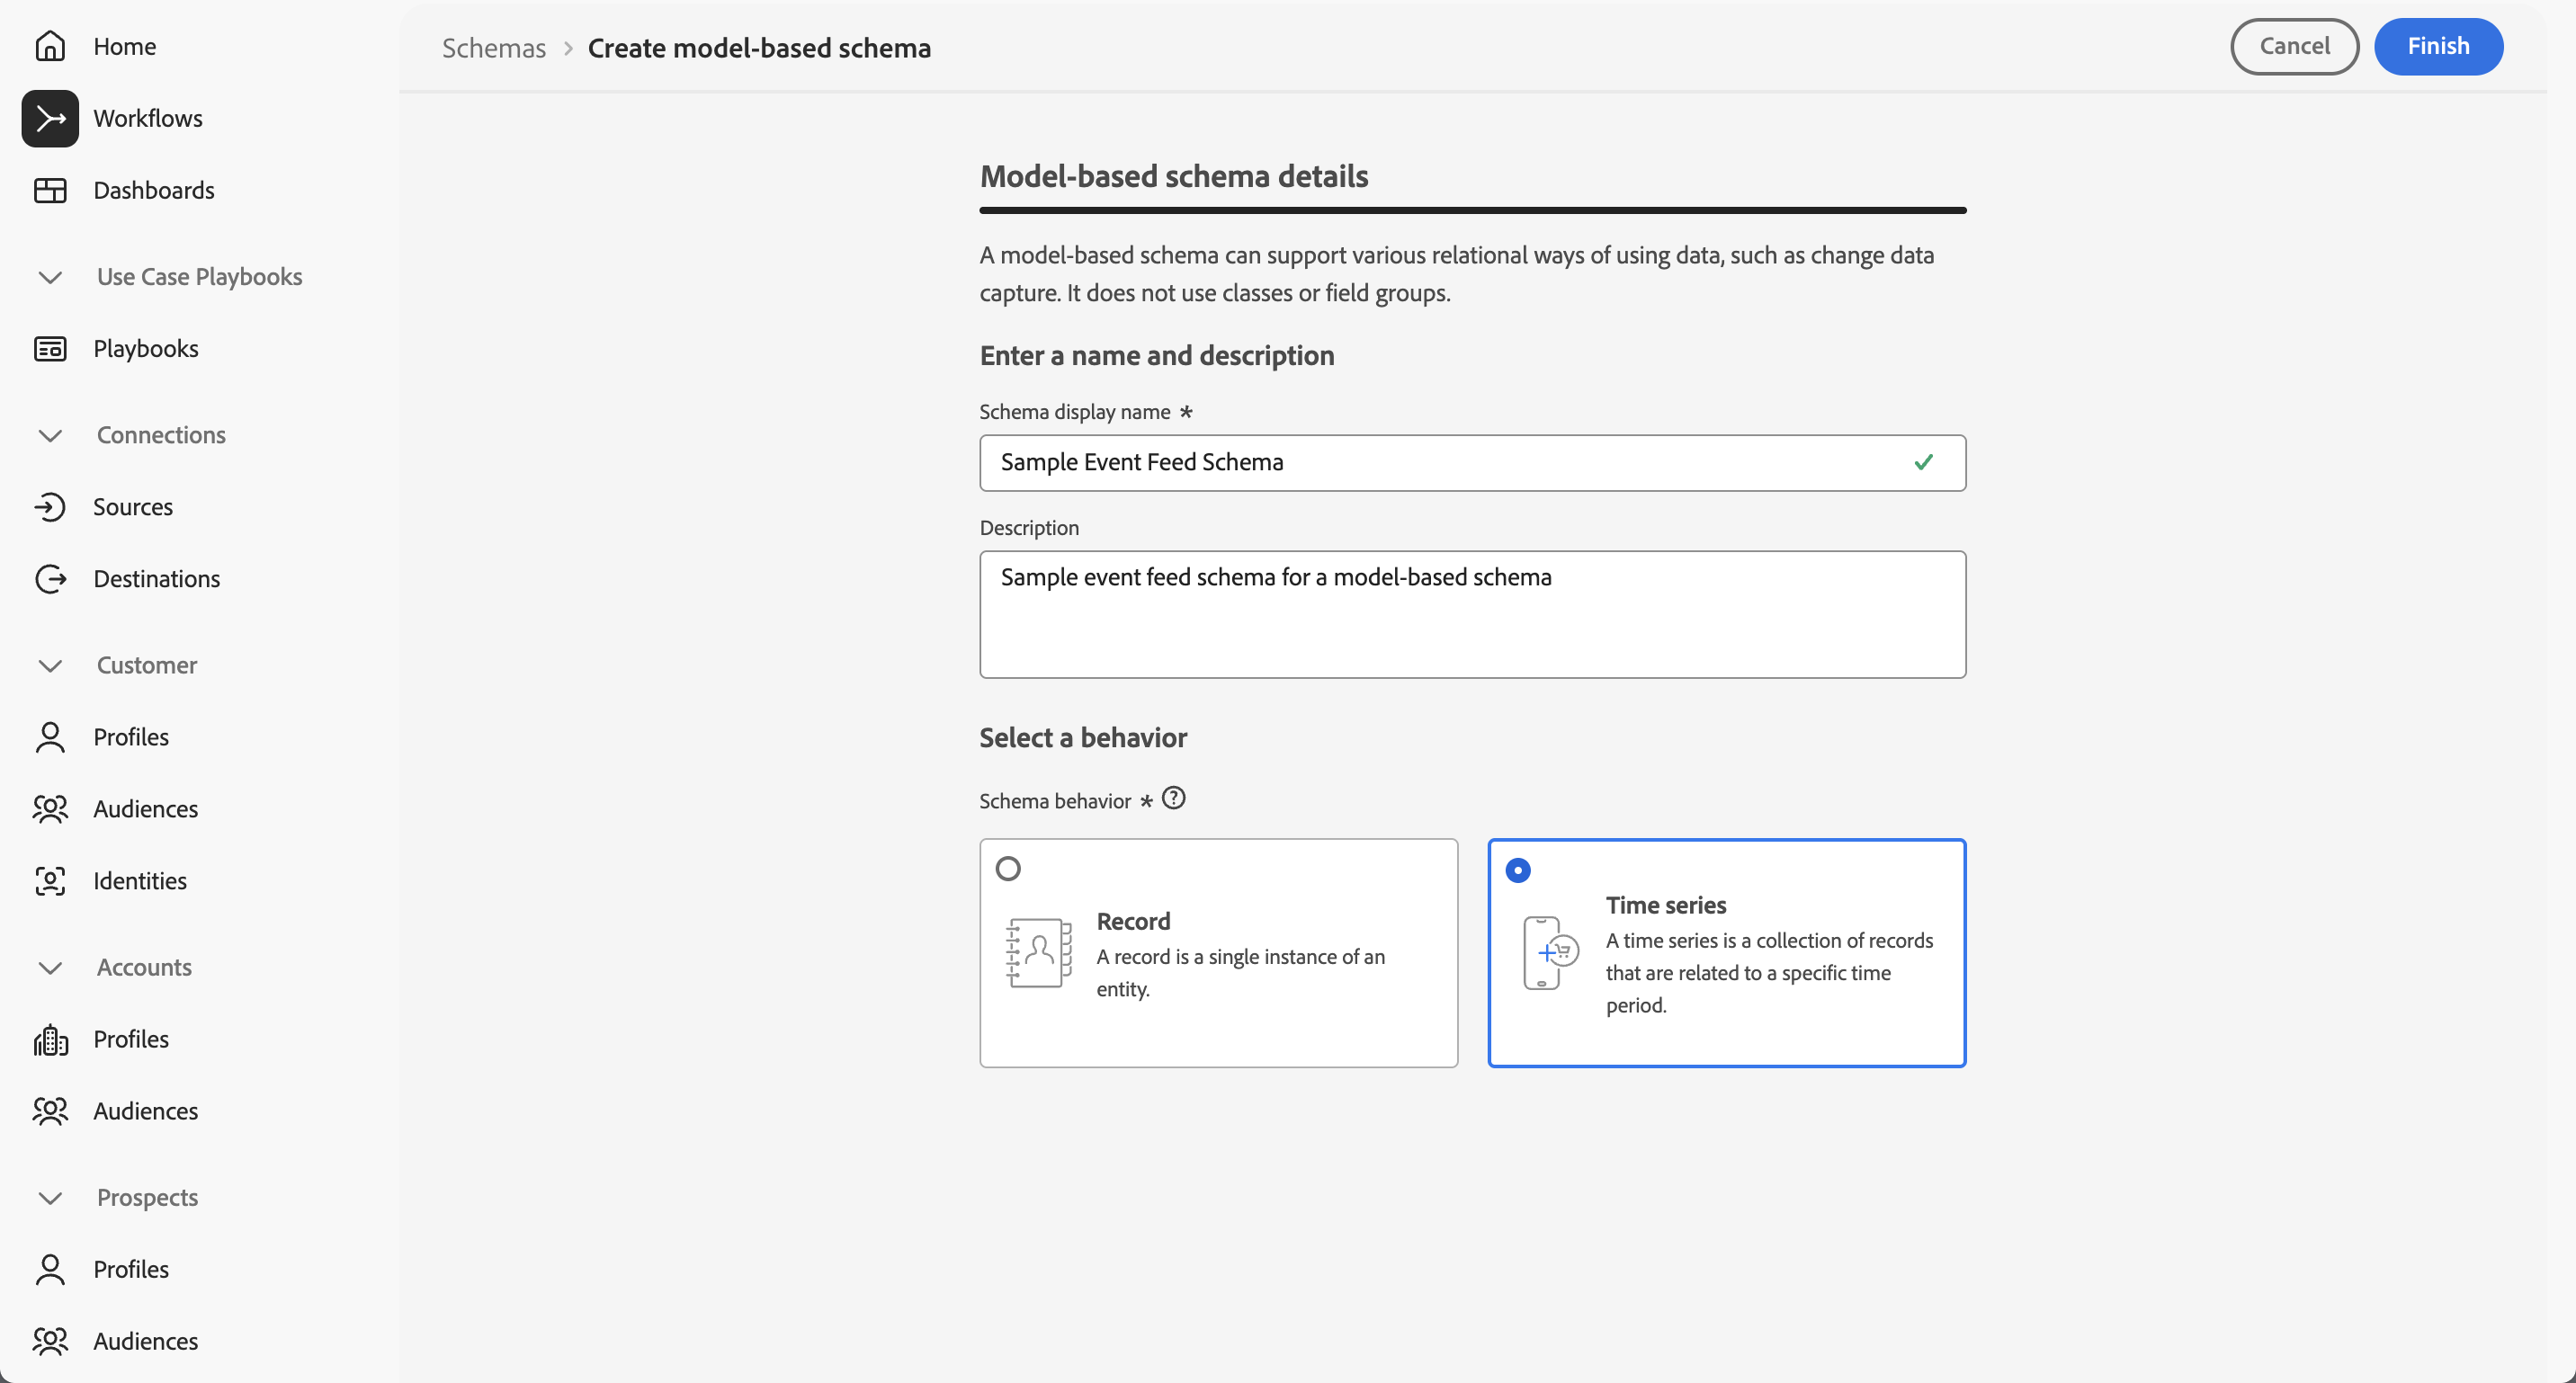 Home
Workflows
Dashboards
Use Case Playbooks
Playbooks
Connections
Sources
Destinations
Customer
Profiles
Audiences
Identities
Accounts
Profiles
Audiences
Prospects
Profiles
Audiences
Schemas > Create model-based schema
Cancel
Finish
Model-based schema details
A model-based schema can support various relational ways of using data, such as change data
capture. It does not use classes or field groups.
Enter a name and description
Schema display name *
Sample Event Feed Schema
Description
Sample event feed schema for a model-based schema
Select a behavior
Schema behavior * ?
Record
A record is a single instance of an
entity.
Time series
A time series is a collection of records
that are related to a specific time
period.